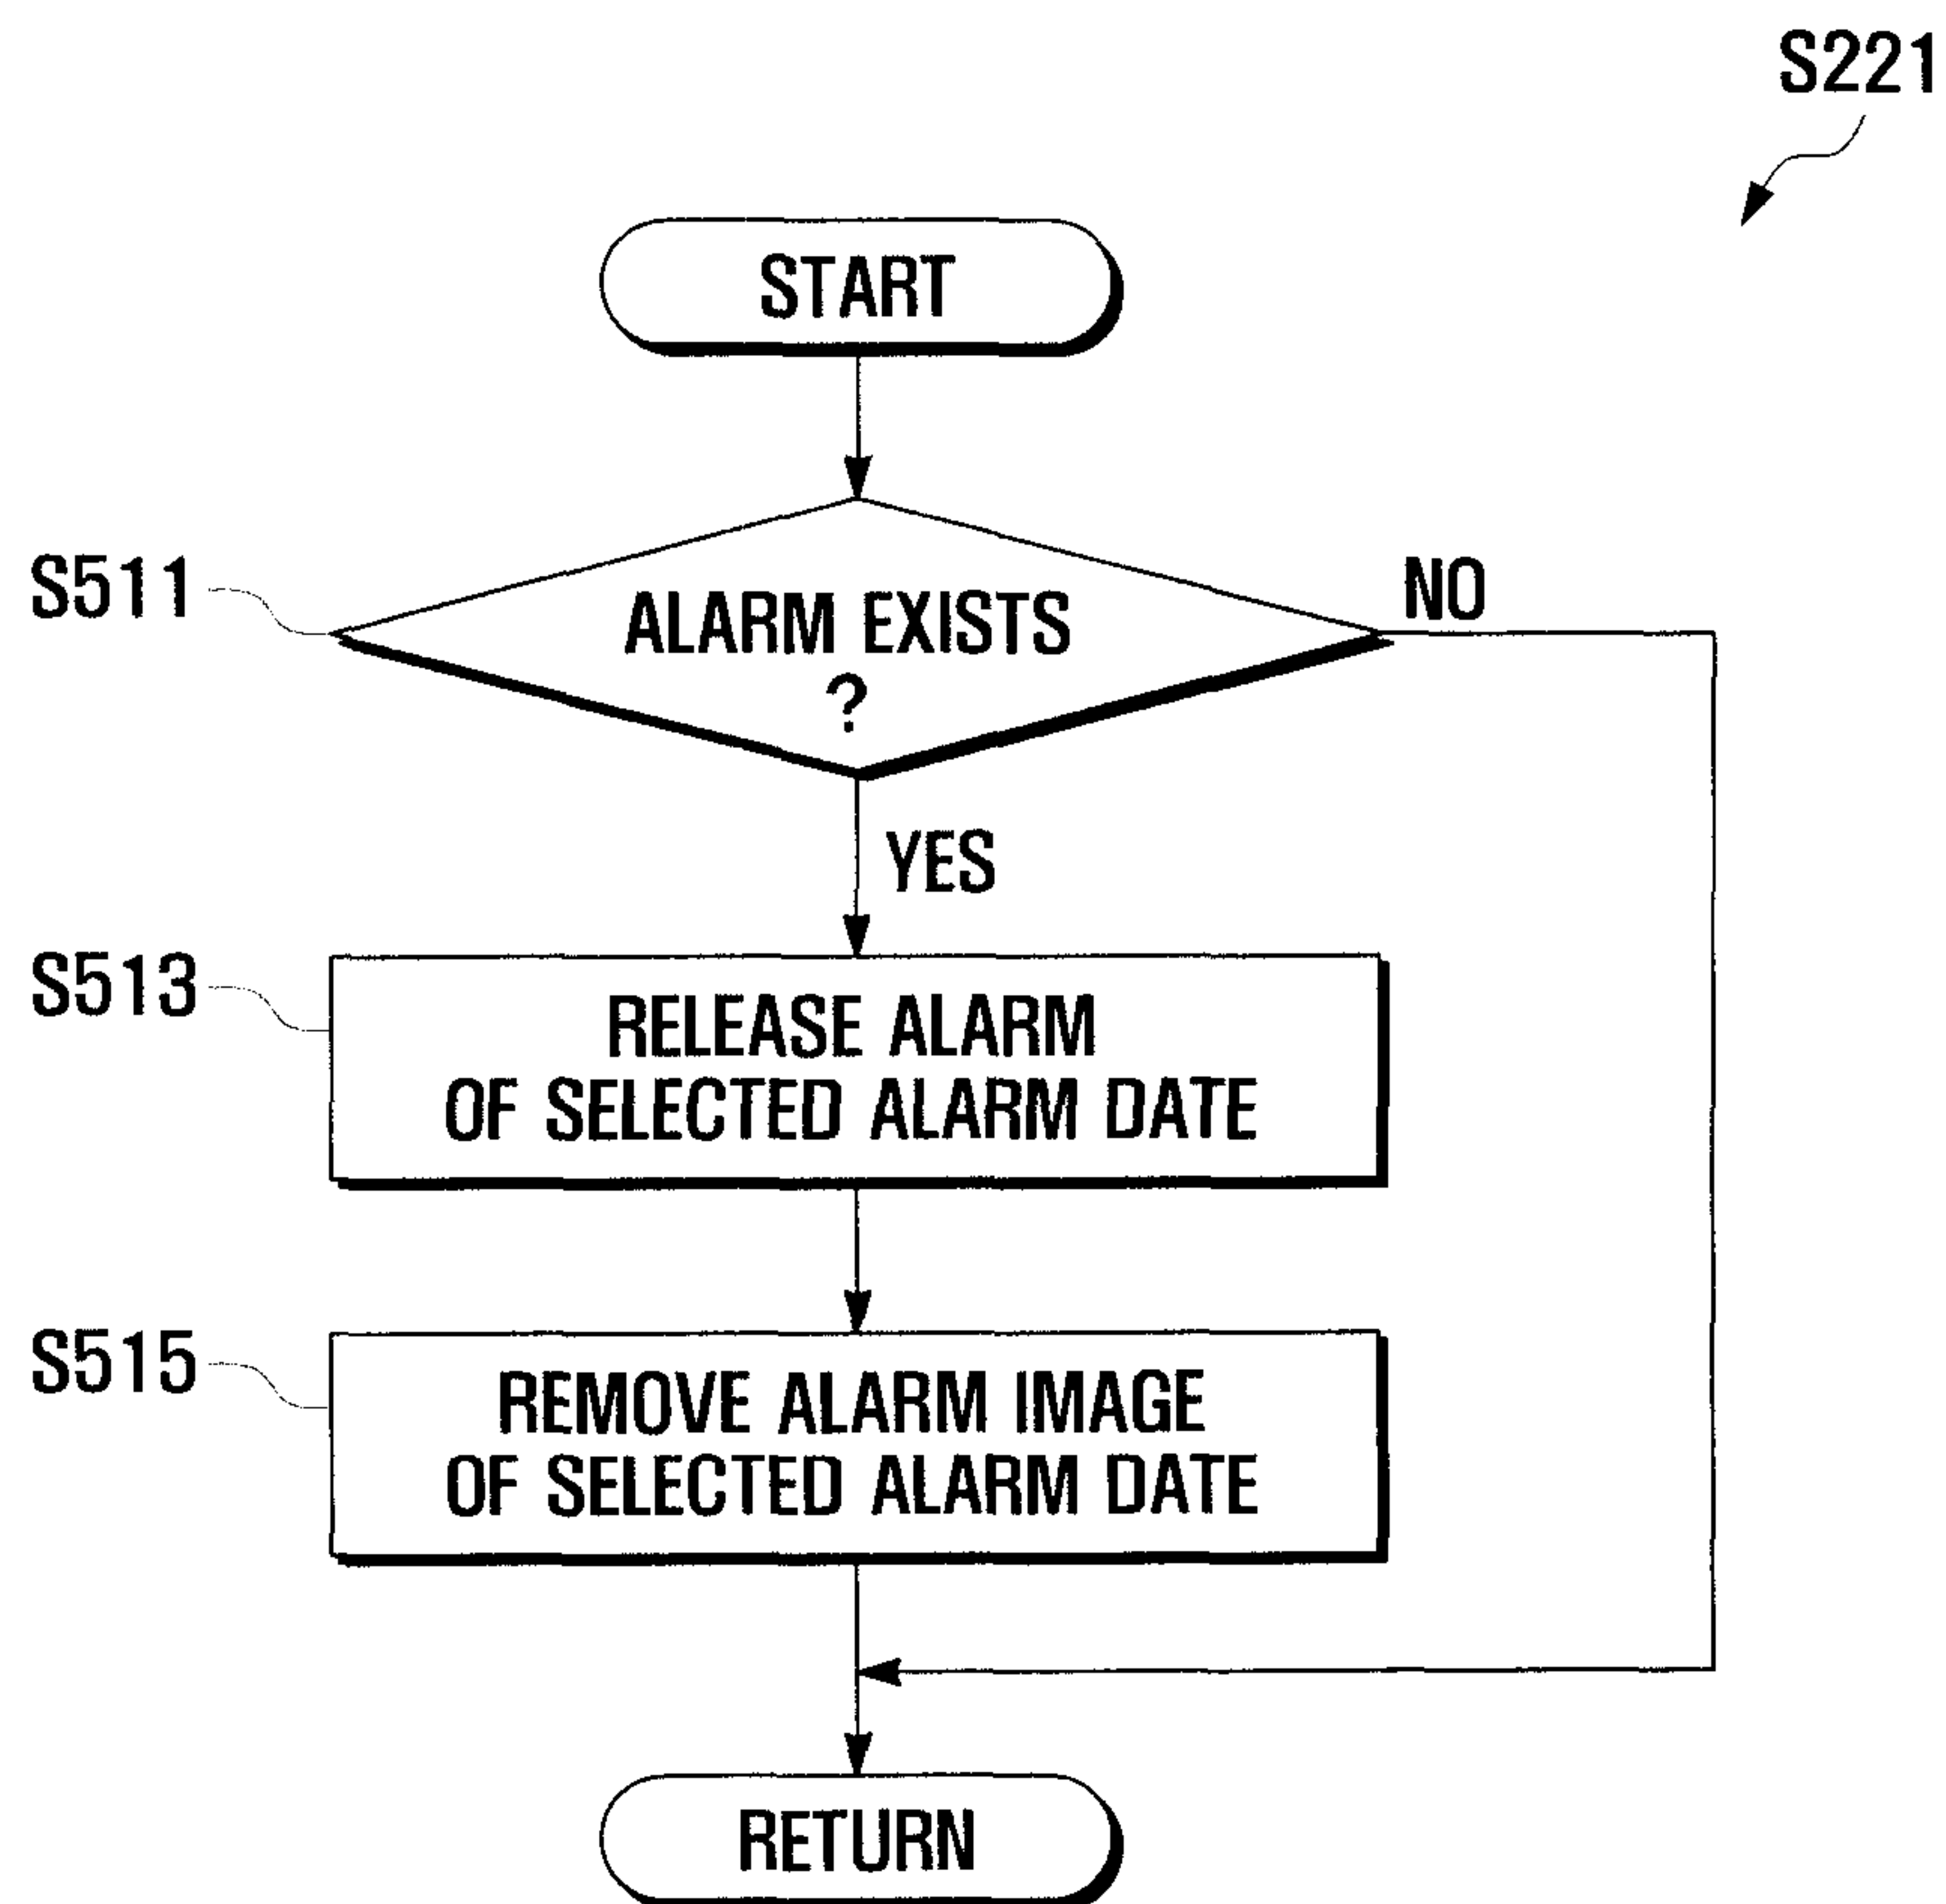 S221
START
S511
ALARM EXISTS
?
NO
YES
S513
RELEASE ALARM
OF SELECTED ALARM DATE
S515
REMOVE ALARM IMAGE
OF SELECTED ALARM DATE
RETURN